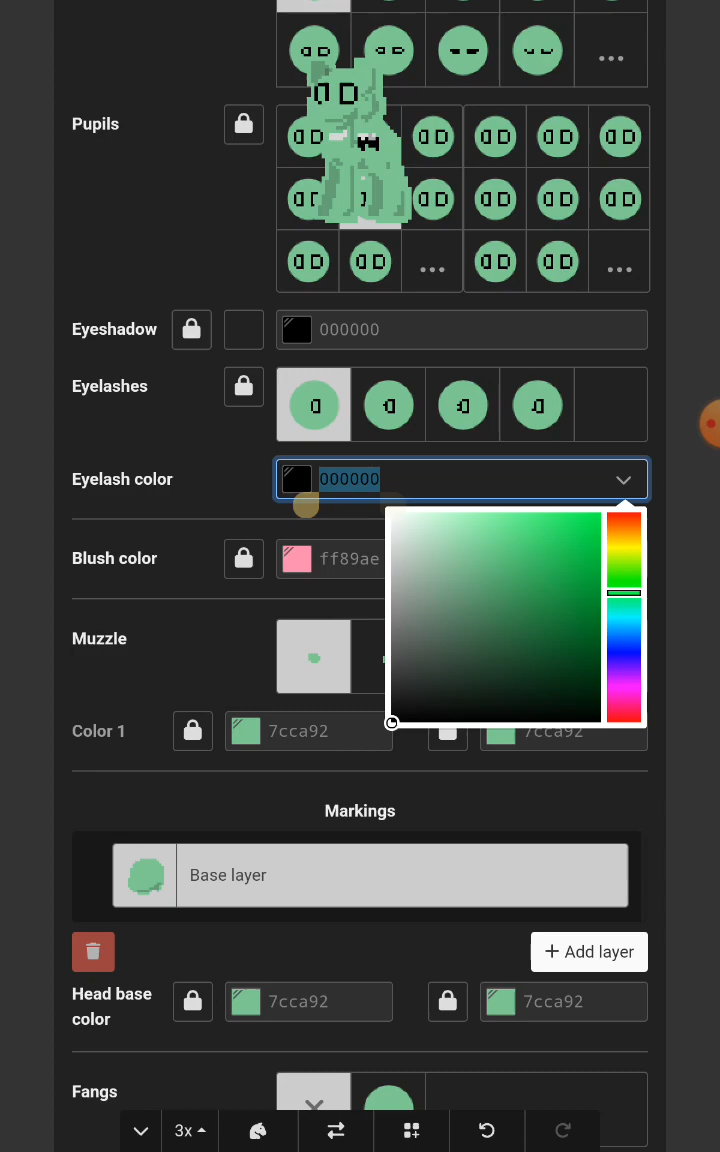 ...
Pupils
... ...
Eyeshadow 000000
Eyelashes
Eyelash color 000000
Blush color ff89ae
Muzzle
Color 1 7cca92 7cca92
Markings
Base layer
+ Add layer
Head base
color 7cca92 7cca92
Fangs
3x